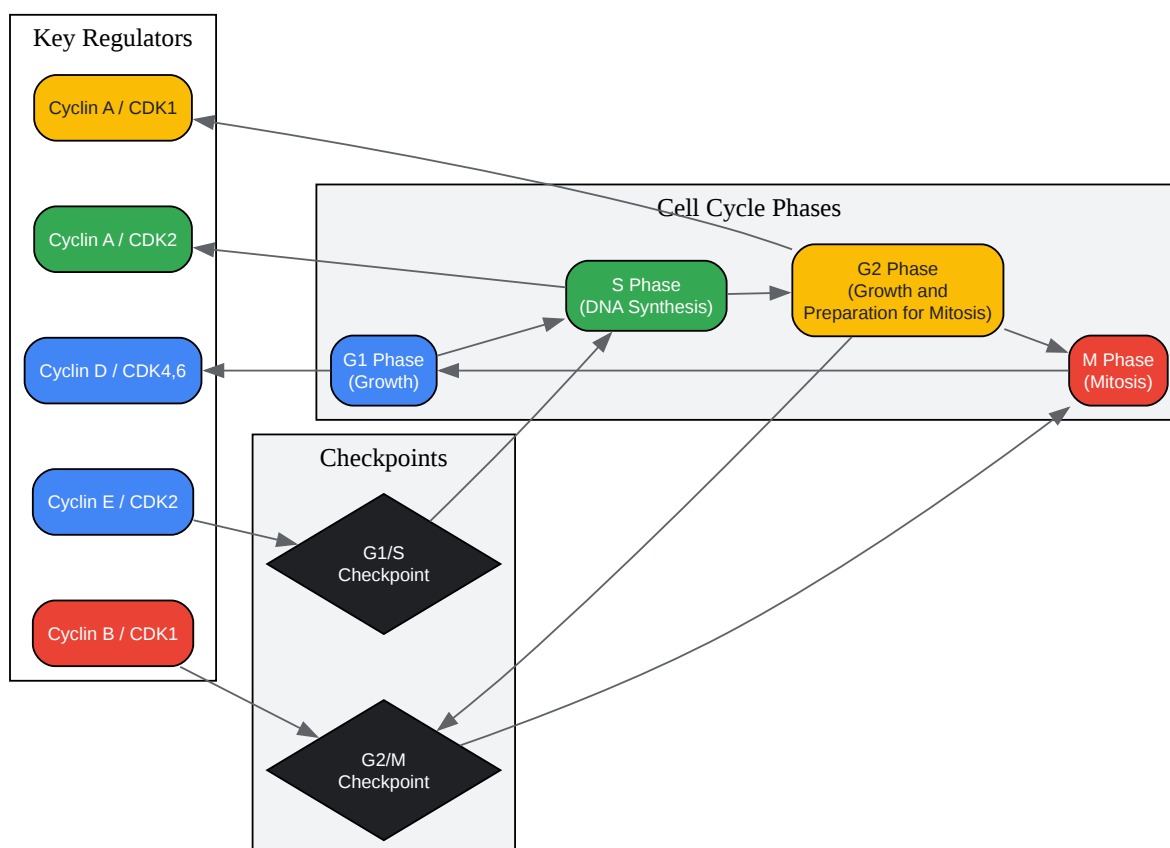 Key Regulators
Cyclin A / CDK1
Cyclin A / CDK2
Cyclin D / CDK4,6
Cyclin E / CDK2
Cyclin B / CDK1
Cell Cycle Phases
G1 Phase
(Growth)
S Phase
(DNA Synthesis)
G2 Phase
(Growth and
Preparation for Mitosis)
M Phase
(Mitosis)
Checkpoints
G1/S
Checkpoint
G2/M
Checkpoint